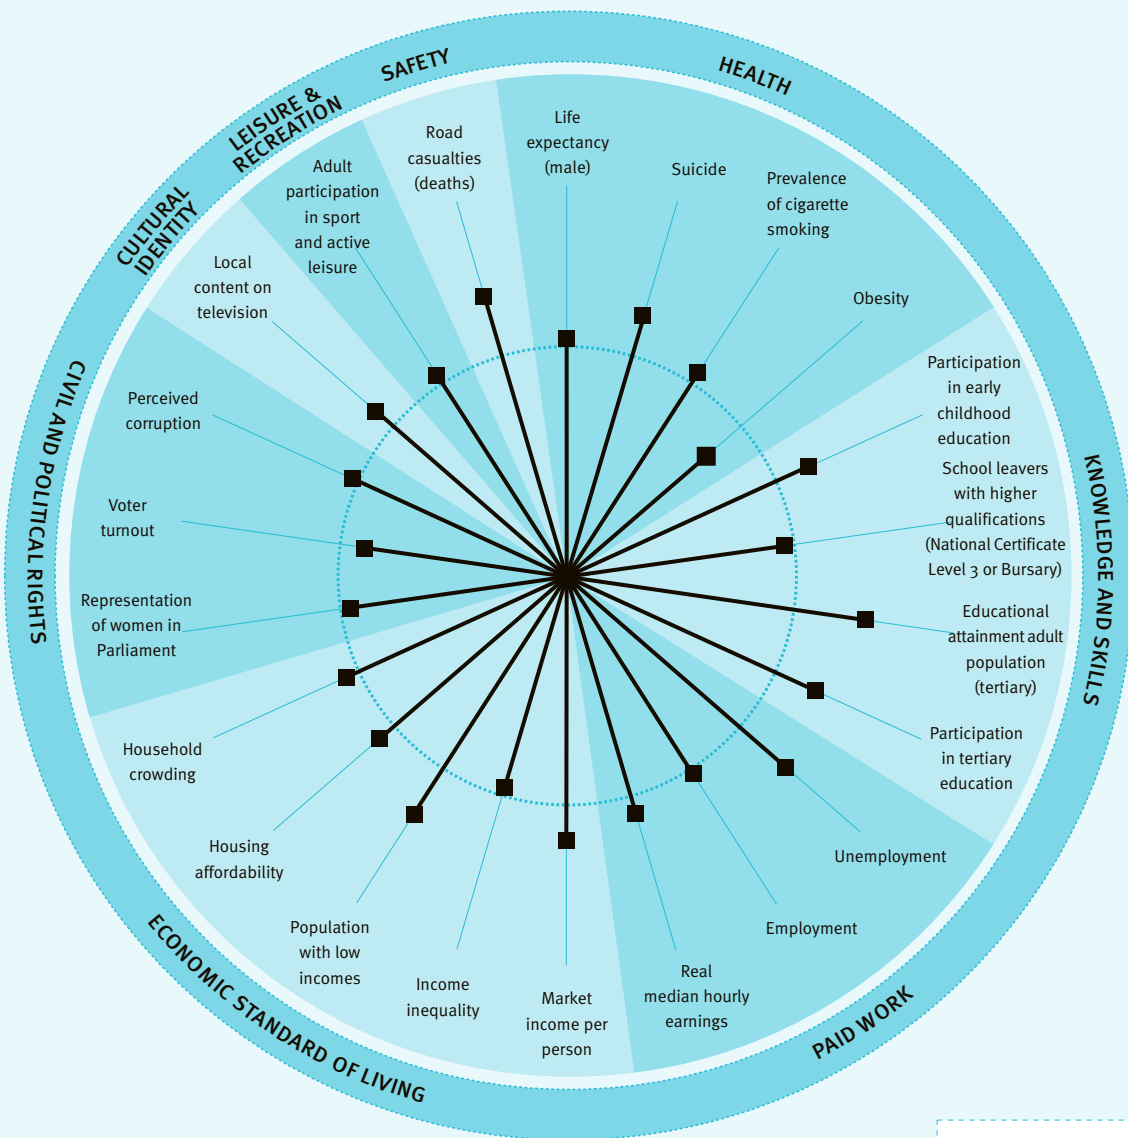 SAFETY
HEALTH
LEISURE &
RECREATION
CULTURAL
IDENTITY
CIVIL AND POLITICAL RIGHTS
KNOWLEDGE AND SKILLS
ECONOMIC STANDARD OF LIVING
PAID WORK
Life
expectancy
(male)
Suicide
Prevalence
of cigarette
smoking
Obesity
Participation
in early
childhood
education
School leavers
with higher
qualifications
(National Certificate
Level 3 or Bursary)
Educational
attainment adult
population
(tertiary)
Participation
in tertiary
education
Unemployment
Employment
Real
median hourly
earnings
Market
income per
person
Income
inequality
Population
with low
incomes
Housing
affordability
Household
crowding
Representation
of women in
Parliament
Voter
turnout
Perceived
corruption
Local
content on
television
Adult
participation
in sport
and active
leisure
Road
casualties
(deaths)